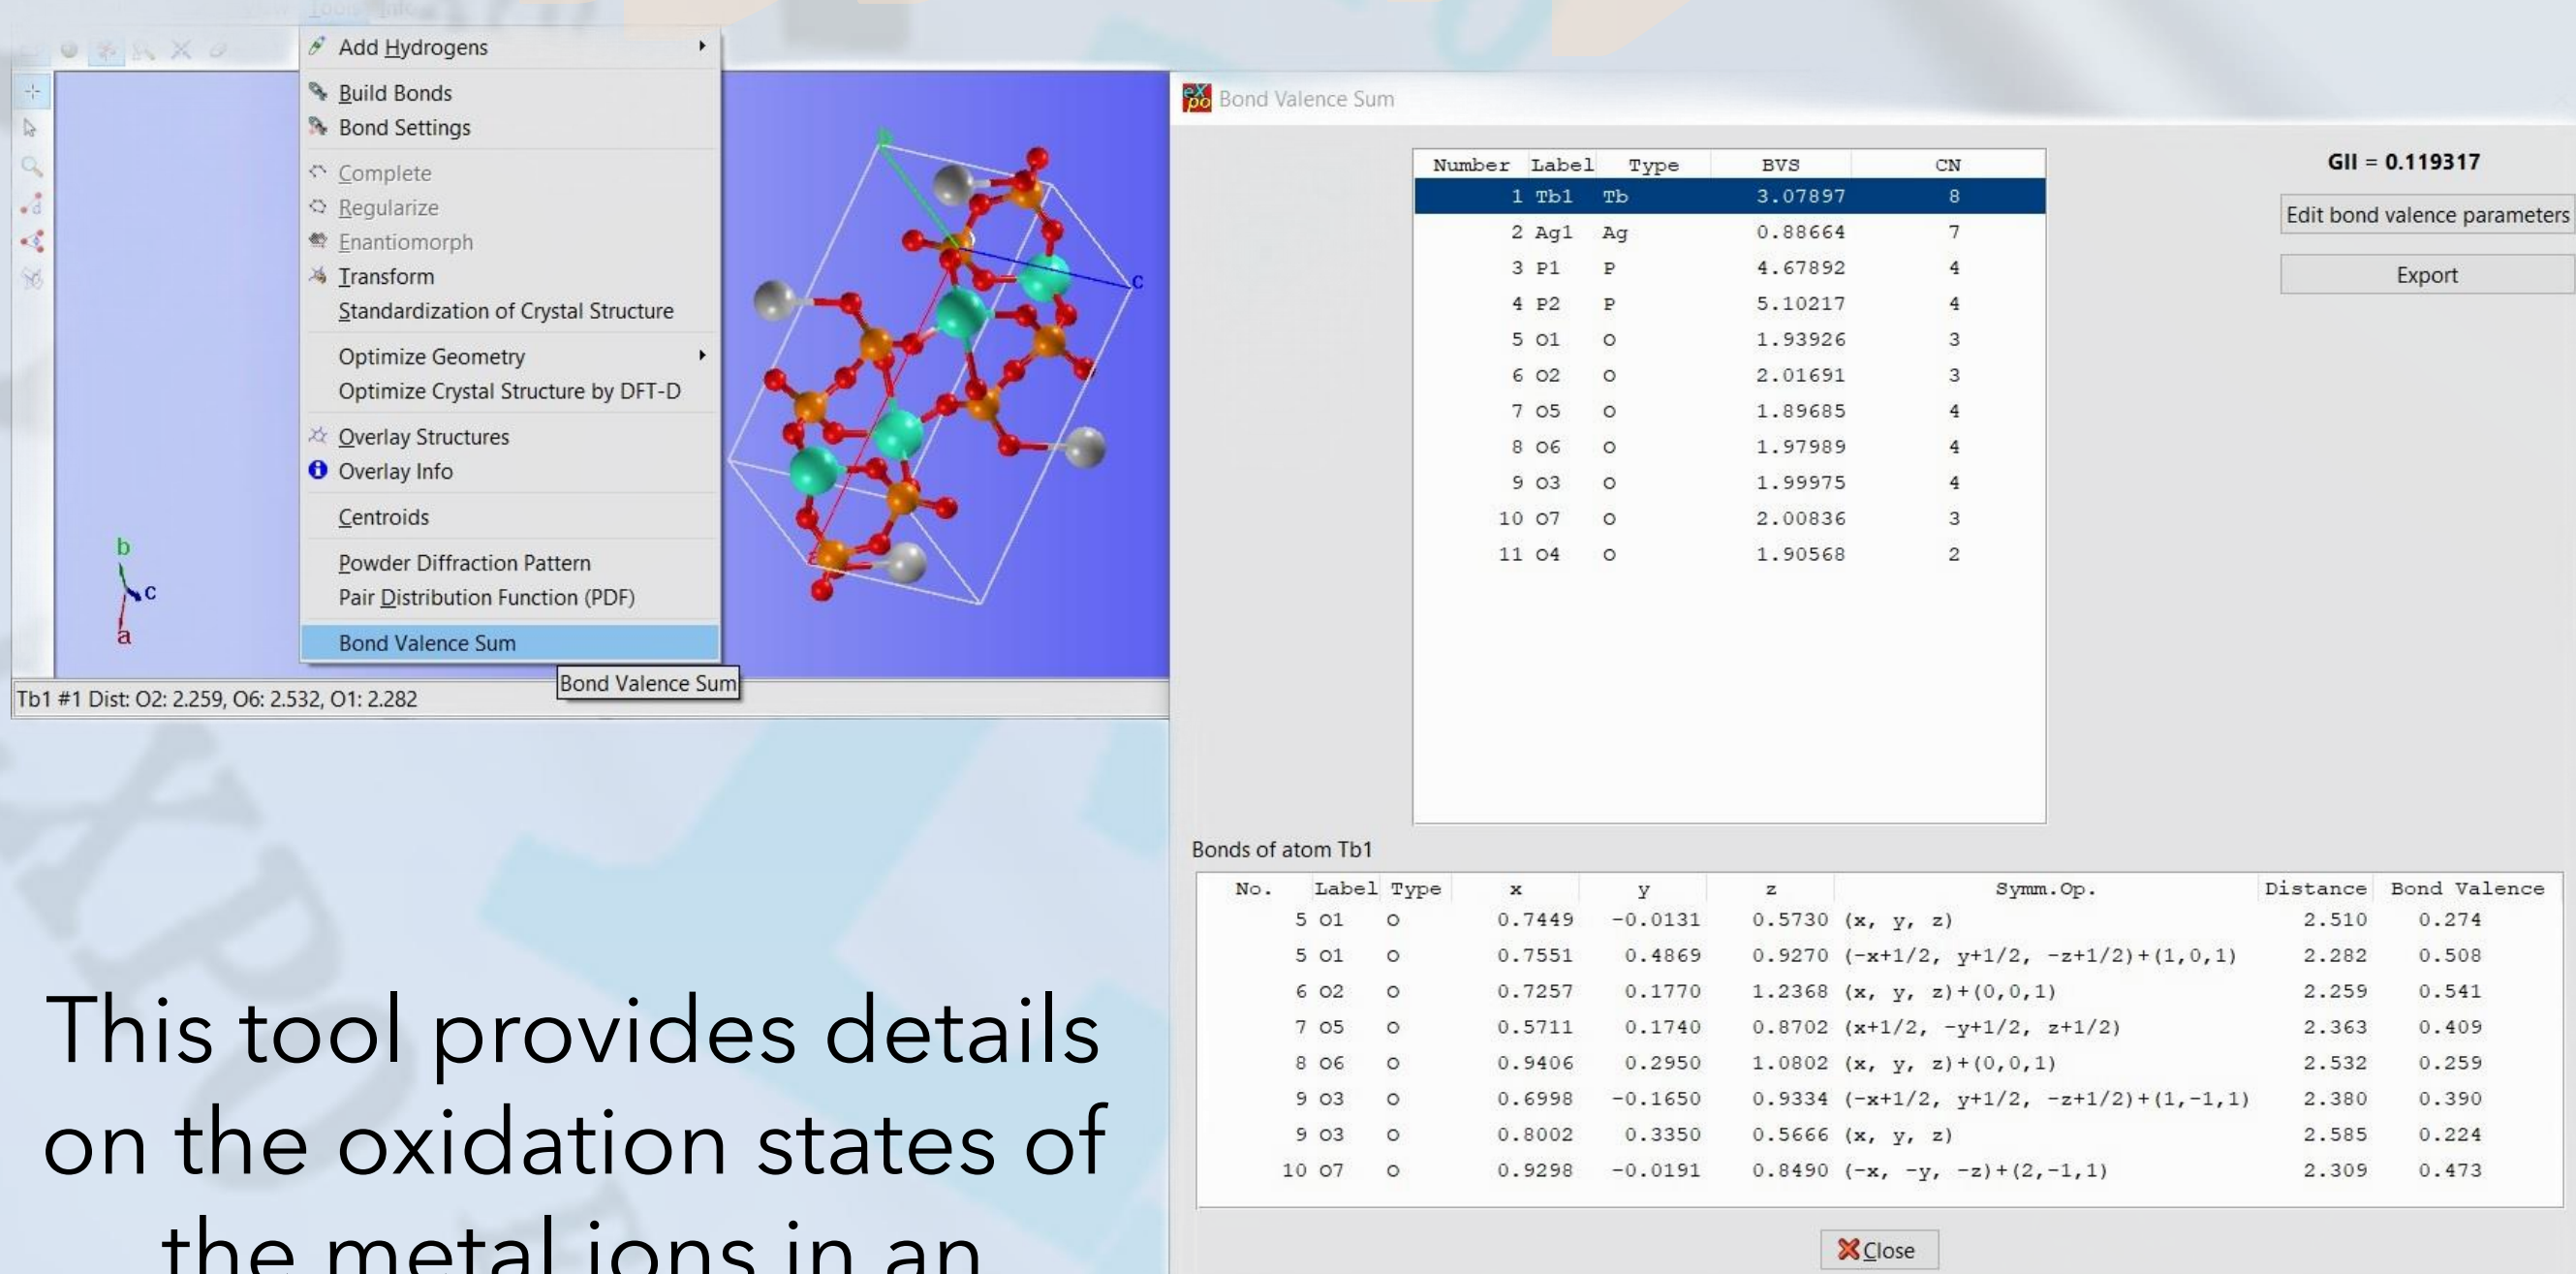 Tools Info
Add Hydrogens
Build Bonds
Bond Settings
Complete
Regularize
Enantiomorph
Transform
Standardization of Crystal Structure
Optimize Geometry
Optimize Crystal Structure by DFT-D
Overlay Structures
Overlay Info
Centroids
Powder Diffraction Pattern
Pair Distribution Function (PDF)
Bond Valence Sum
Bond Valence Sum
b
c
a
c
Tb1 #1 Dist: O2: 2.259, O6: 2.532, O1: 2.282
Bond Valence Sum
Number Label Type BVS CN
1 Tb1 Tb 3.07897 8
2 Ag1 Ag 0.88664 7
3 P1 P 4.67892 4
4 P2 P 5.10217 4
5 O1 O 1.93926 3
6 O2 O 2.01691 3
7 O5 O 1.89685 4
8 O6 O 1.97989 4
9 O3 O 1.99975 4
10 O7 O 2.00836 3
11 O4 O 1.90568 2
GII = 0.119317
Edit bond valence parameters
Export
Bonds of atom Tb1
No. Label Type x y z Symm.Op. Distance Bond Valence
5 O1 O 0.7449 -0.0131 0.5730 (x, y, z) 2.510 0.274
5 O1 O 0.7551 0.4869 0.9270 (-x+1/2, y+1/2, -z+1/2)+(1,0,1) 2.282 0.508
6 O2 O 0.7257 0.1770 1.2368 (x, y, z)+(0,0,1) 2.259 0.541
7 O5 O 0.5711 0.1740 0.8702 (x+1/2, -y+1/2, z+1/2) 2.363 0.409
8 O6 O 0.9406 0.2950 1.0802 (x, y, z)+(0,0,1) 2.532 0.259
9 O3 O 0.6998 -0.1650 0.9334 (-x+1/2, y+1/2, -z+1/2)+(1,-1,1) 2.380 0.390
9 O3 O 0.8002 0.3350 0.5666 (x, y, z) 2.585 0.224
10 O7 O 0.9298 -0.0191 0.8490 (-x, -y, -z)+(2,-1,1) 2.309 0.473
Close
This tool provides details
on the oxidation states of
the metal ions in an